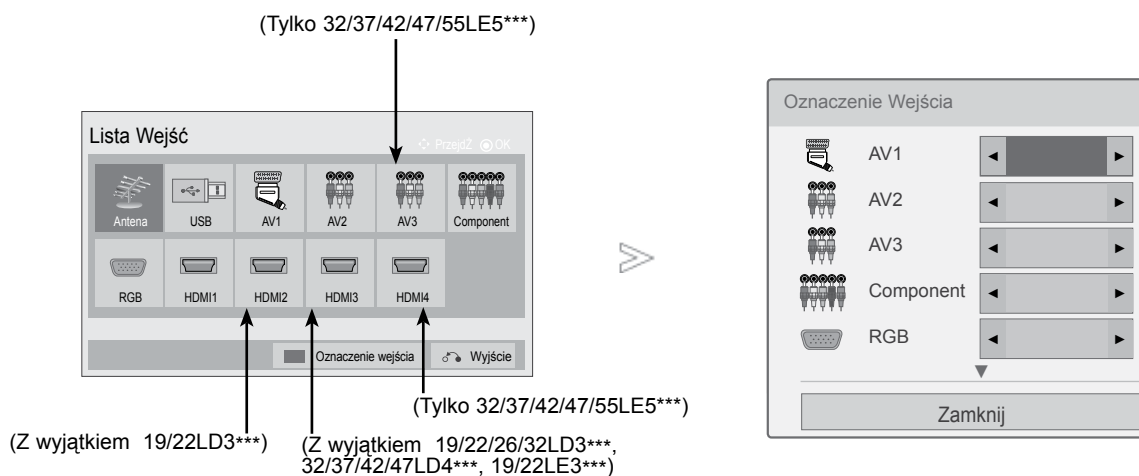 (Tylko 32/37/42/47/55LE5***)
Lista Wejść
PrzejdŹ OK
Antena USB AV1 AV2 AV3 Component
RGB HDMI1 HDMI2 HDMI3 HDMI4
Oznaczenie wejścia Wyjście
(Tylko 32/37/42/47/55LE5***)
(Z wyjątkiem 19/22LD3***)
(Z wyjątkiem 19/22/26/32LD3***,
32/37/42/47LD4***, 19/22LE3***)
Oznaczenie Wejścia
AV1
AV2
AV3
Component
RGB
Zamknij